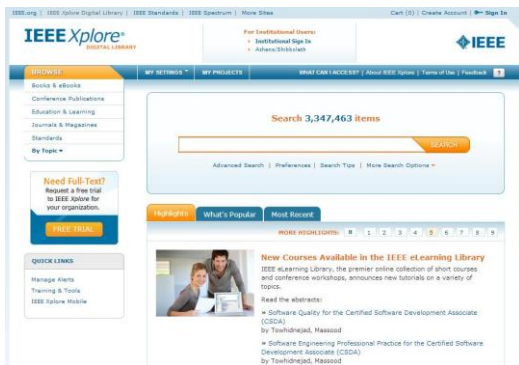 IEEE.org | IEEE Xplore Digital Library | IEEE Standards | IEEE Spectrum | More Sites
Cart (0) | Create Account | Sign In
IEEE Xplore®
DIGITAL LIBRARY
For Institutional Users:
Institutional Sign In
Athens/Shibboleth
IEEE
BROWSE
MY SETTINGS
MY PROJECTS
WHAT CAN I ACCESS? | About IEEE Xplore | Terms of Use | Feedback ?
Books & eBooks
Conference Publications
Education & Learning
Journals & Magazines
Standards
By Topic
Search 3,347,463 items
SEARCH
Advanced Search | Preferences | Search Tips | More Search Options
Need Full-Text?
Request a free trial
to IEEE Xplore for
your organization.
FREE TRIAL
Highlights
What's Popular
Most Recent
MORE HIGHLIGHTS: 1 2 3 4 5 6 7 8 9
QUICK LINKS
Manage Alerts
Training & Tools
IEEE Xplore Mobile
New Courses Available in the IEEE eLearning Library
IEEE eLearning Library, the premier online collection of short courses
and conference workshops, announces new tutorials on a variety of
topics.
Read the abstracts:
» Software Quality for the Certified Software Development Associate
(CSDA)
by Towhidnejad, Massood
» Software Engineering Professional Practice for the Certified Software
Development Associate (CSDA)
by Towhidnejad, Massood